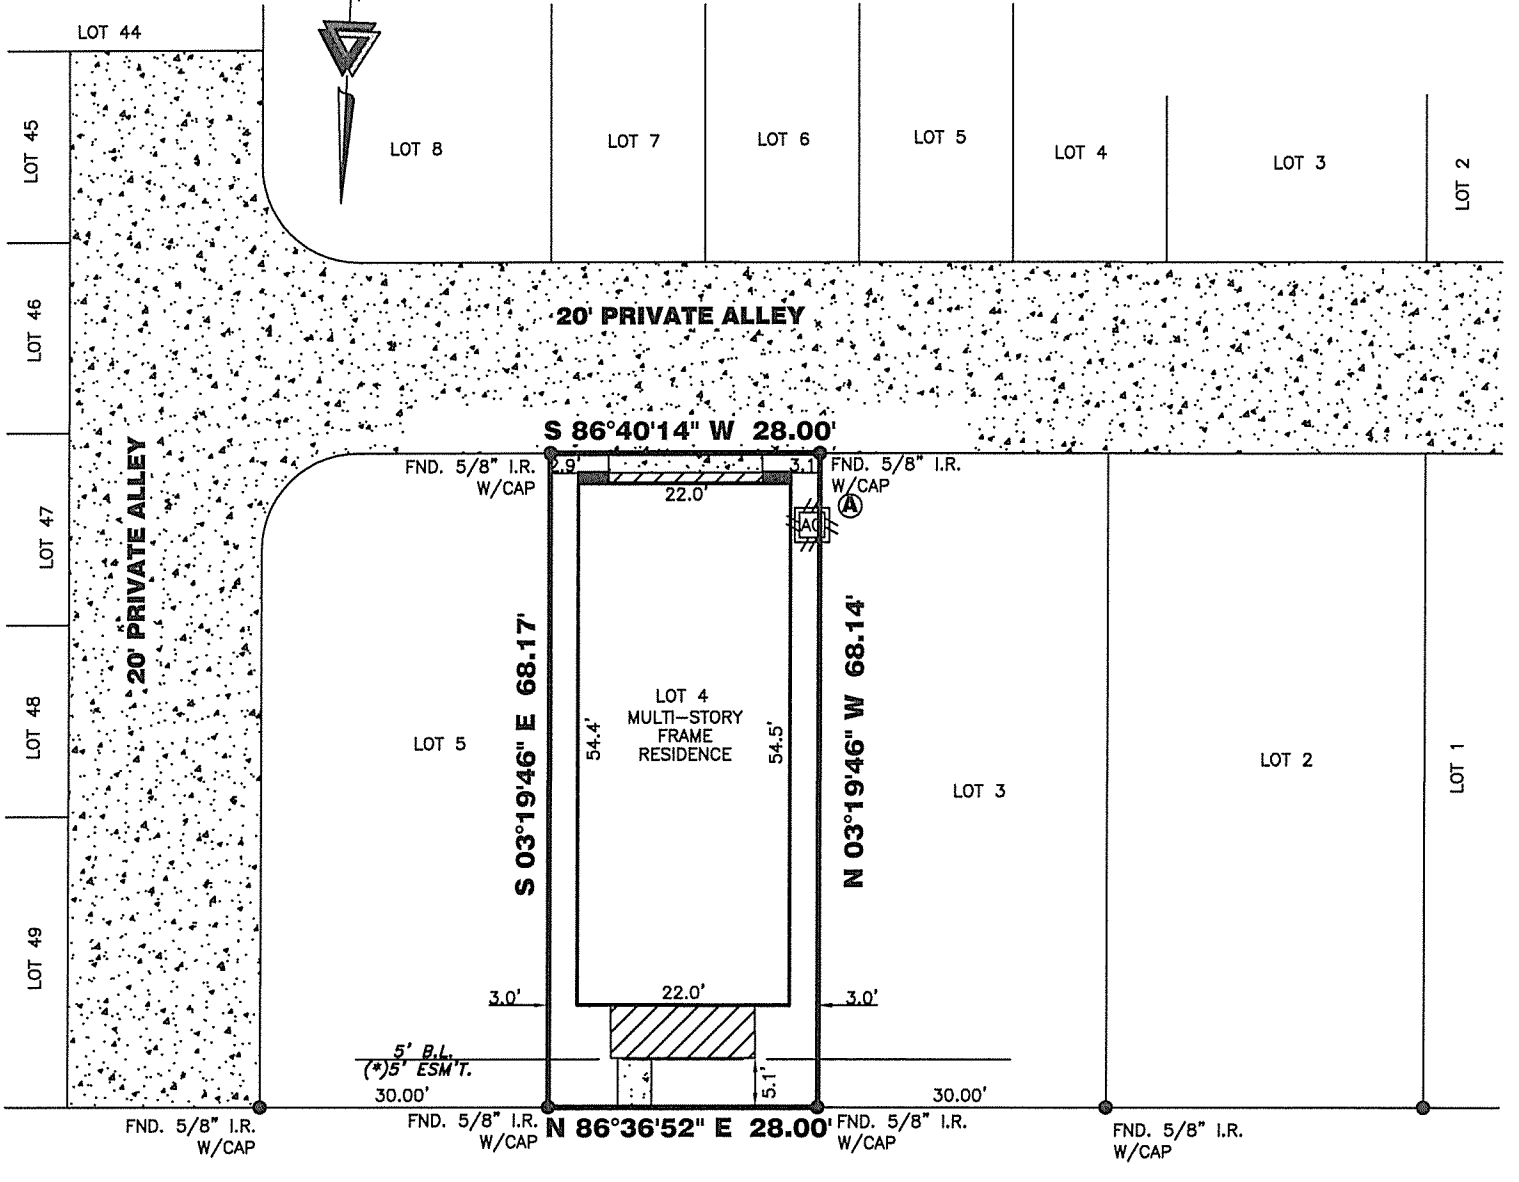 LOT 44
LOT 45
LOT 46
LOT 47
LOT 48
LOT 49
LOT 8
LOT 7
LOT 6
LOT 5
LOT 4
LOT 3
LOT 2
20' PRIVATE ALLEY
20' PRIVATE ALLEY
S 86°40'14" W 28.00'
FND. 5/8" I.R.
W/CAP
2.9'
3.1'
FND. 5/8" I.R.
W/CAP
22.0'
A
AC
S 03°19'46" E 68.17'
N 03°19'46" W 68.14'
LOT 4
MULTI-STORY
FRAME
RESIDENCE
54.4'
54.5'
LOT 5
LOT 3
LOT 2
LOT 1
3.0'
22.0'
3.0'
5' B.L.
(*)5' ESM'T.
5.1'
30.00'
30.00'
FND. 5/8" I.R.
W/CAP
FND. 5/8" I.R.
W/CAP
N 86°36'52" E 28.00'
FND. 5/8" I.R.
W/CAP
FND. 5/8" I.R.
W/CAP